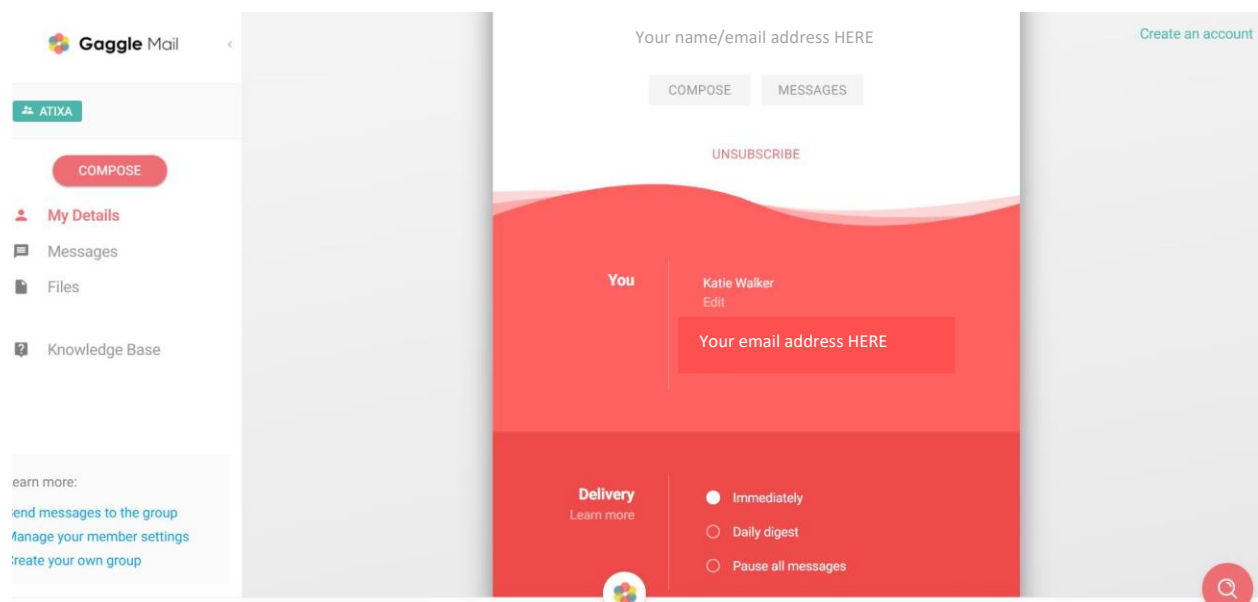 Gaggle Mail
ATIXA
COMPOSE
My Details
Messages
Files
Knowledge Base
earn more:
end messages to the group
anage your member settings
reate your own group
Your name/email address HERE
COMPOSE MESSAGES
UNSUBSCRIBE
You
Katie Walker
Edit
Your email address HERE
Delivery
Learn more
Immediately
Daily digest
Pause all messages
Create an account